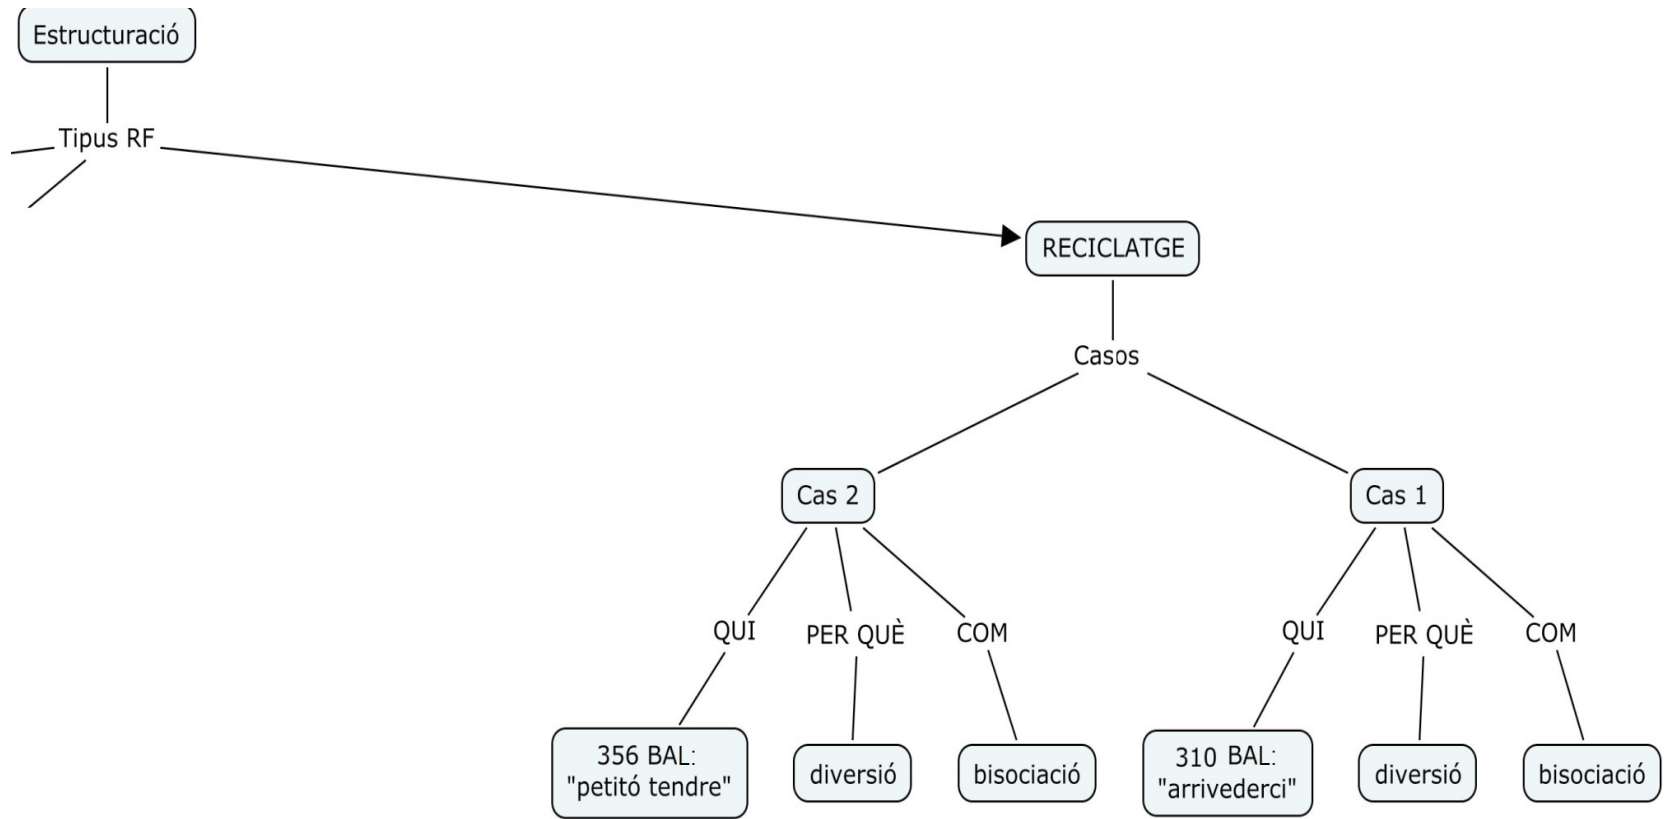 Estructuració
Tipus RF
RECICLATGE
Casos
Cas 2
Cas 1
QUI
PER QUÈ
COM
QUI
PER QUÈ
COM
356 BAL:
"petitó tendre"
diversió
bisociació
310 BAL:
"arrivederci"
diversió
bisociació